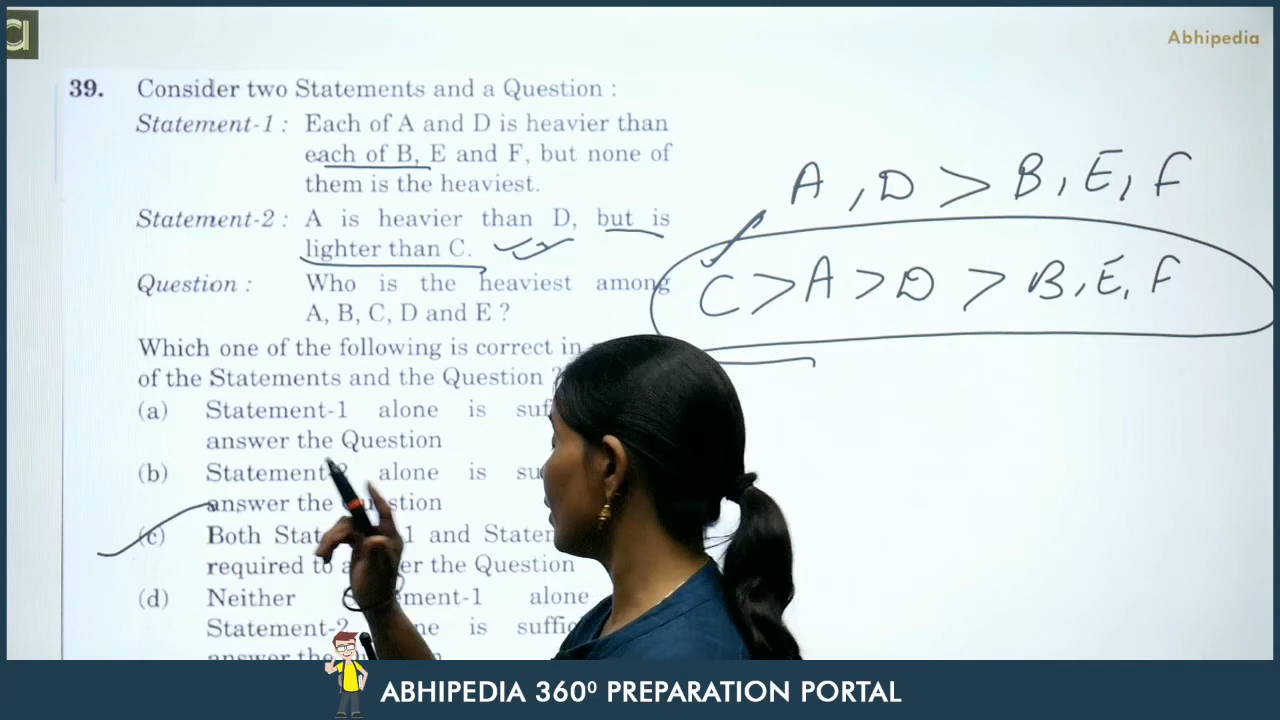 a
Abhipedia
39. Consider two Statements and a Question :
Statement-1 : Each of A and D is heavier than
each of B, E and F, but none of
them is the heaviest.
Statement-2 : A is heavier than D, but is
lighter than C.
Question : Who is the heaviest among
A, B, C, D and E ?
Which one of the following is correct in
of the Statements and the Question ?
(a) Statement-1 alone is
answer the Question
(b) alone is
answer the
(c) Both 1 and
required to the Question
(d) Neither alone
Statement-2 is
answer the
A, D > B, E, F
C > A > D > B, E, F
ABHIPEDIA 360⁰ PREPARATION PORTAL